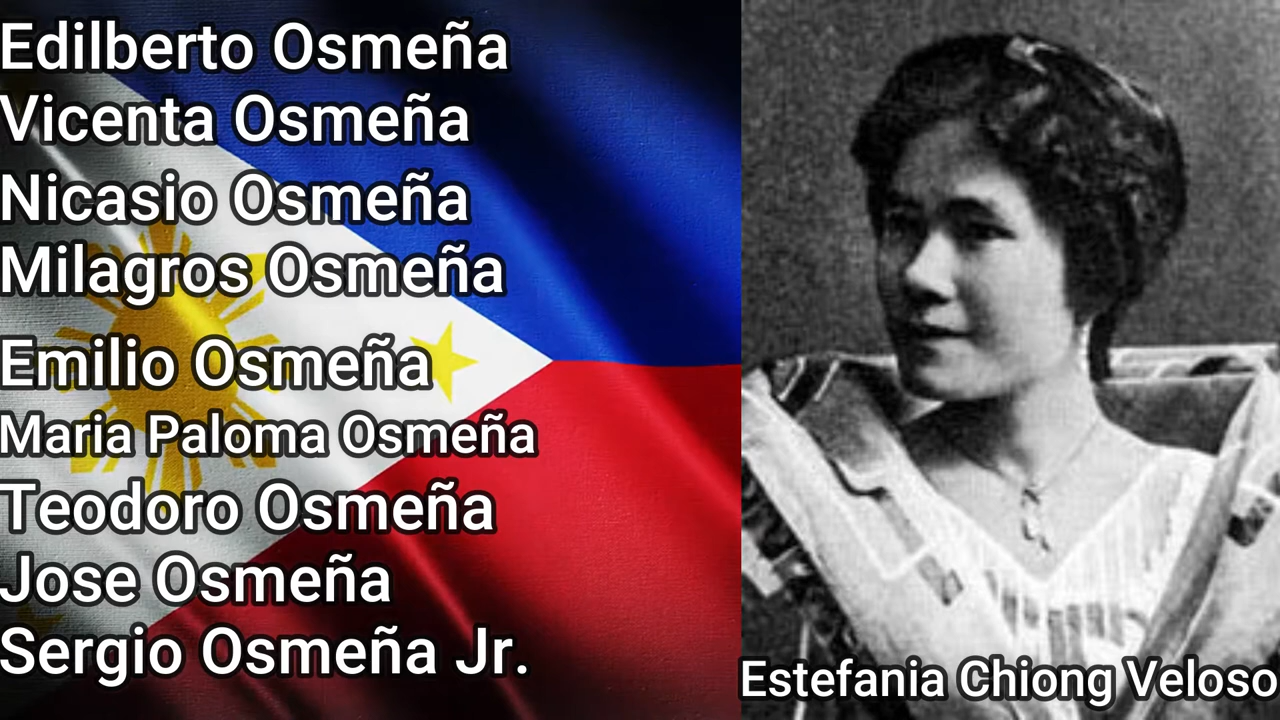 Edilberto Osmeña
Vicenta Osmeña
Nicasio Osmeña
Milagros Osmeña
Emilio Osmeña
Maria Paloma Osmeña
Teodoro Osmeña
Jose Osmeña
Sergio Osmeña Jr.
Estefania Chiong Veloso